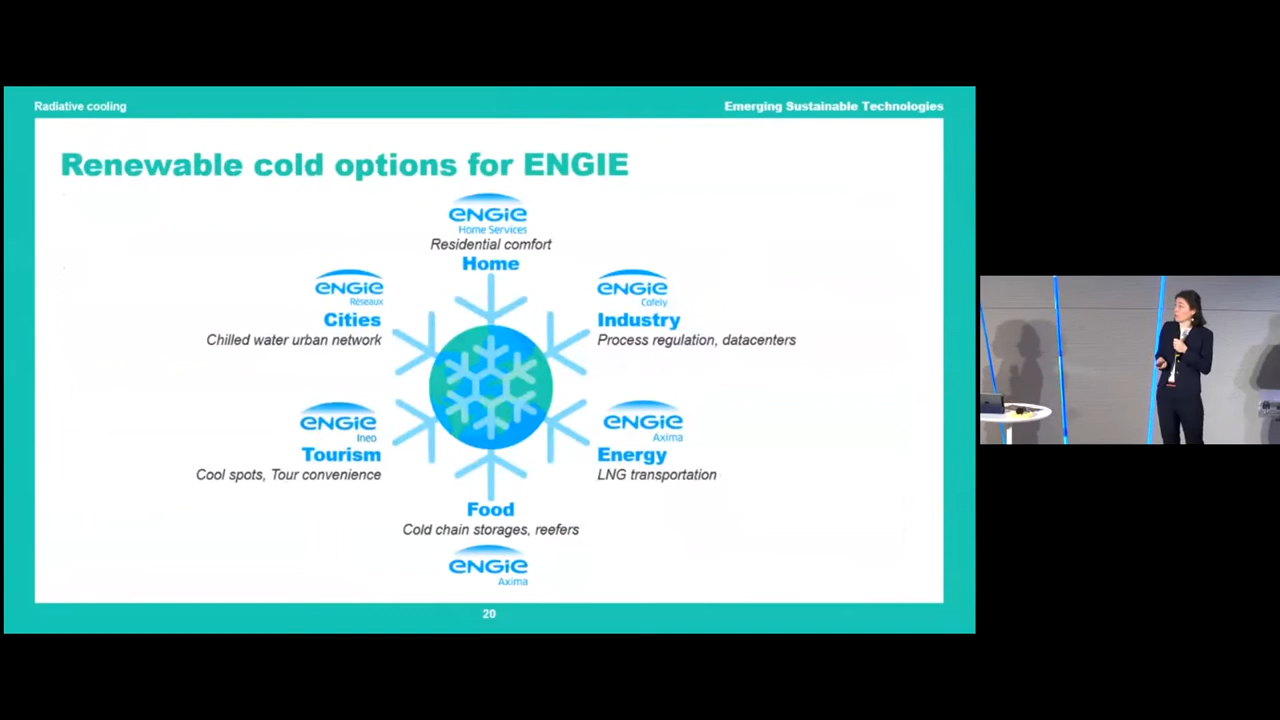 Radiative cooling
Emerging Sustainable Technologies
Renewable cold options for ENGIE
ENGIE
Home Services
Residential comfort
Home
ENGIE
Réseaux
Cities
Chilled water urban network
ENGIE
Cofely
Industry
Process regulation, datacenters
ENGIE
Ineo
Tourism
Cool spots, Tour convenience
ENGIE
Axima
Energy
LNG transportation
Food
Cold chain storages, reefers
ENGIE
Axima
20